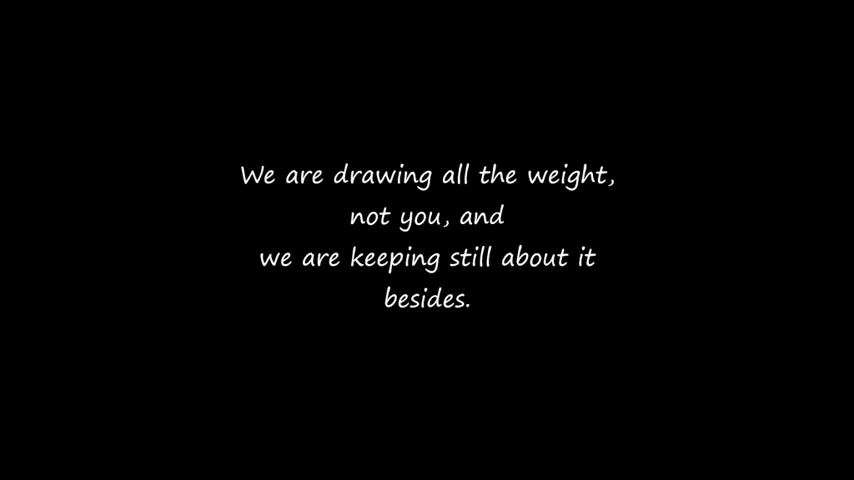 We are drawing all the weight,
not you, and
we are keeping still about it
besides.